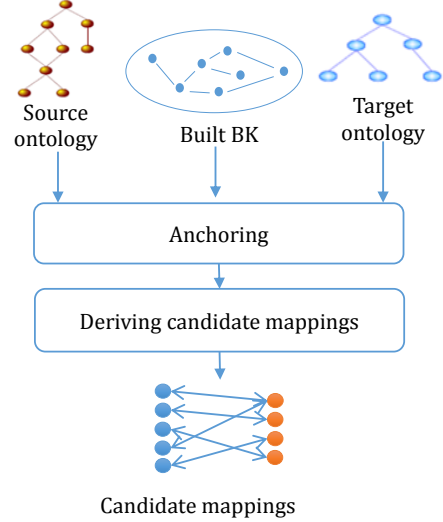 Source
ontology
Built BK
Target
ontology
Anchoring
Deriving candidate mappings
Candidate mappings